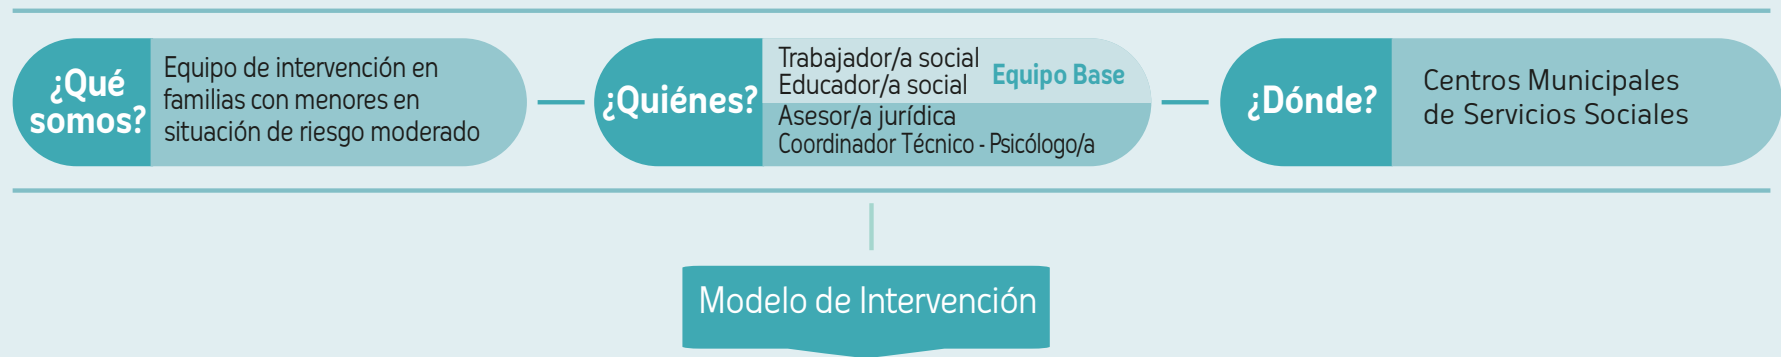 ¿Qué
somos?
Equipo de intervención en
familias con menores en
situación de riesgo moderado
¿Quiénes?
Trabajador/a social
Educador/a social
Equipo Base
Asesor/a jurídica
Coordinador Técnico - Psicólogo/a
¿Dónde?
Centros Municipales
de Servicios Sociales
Modelo de Intervención